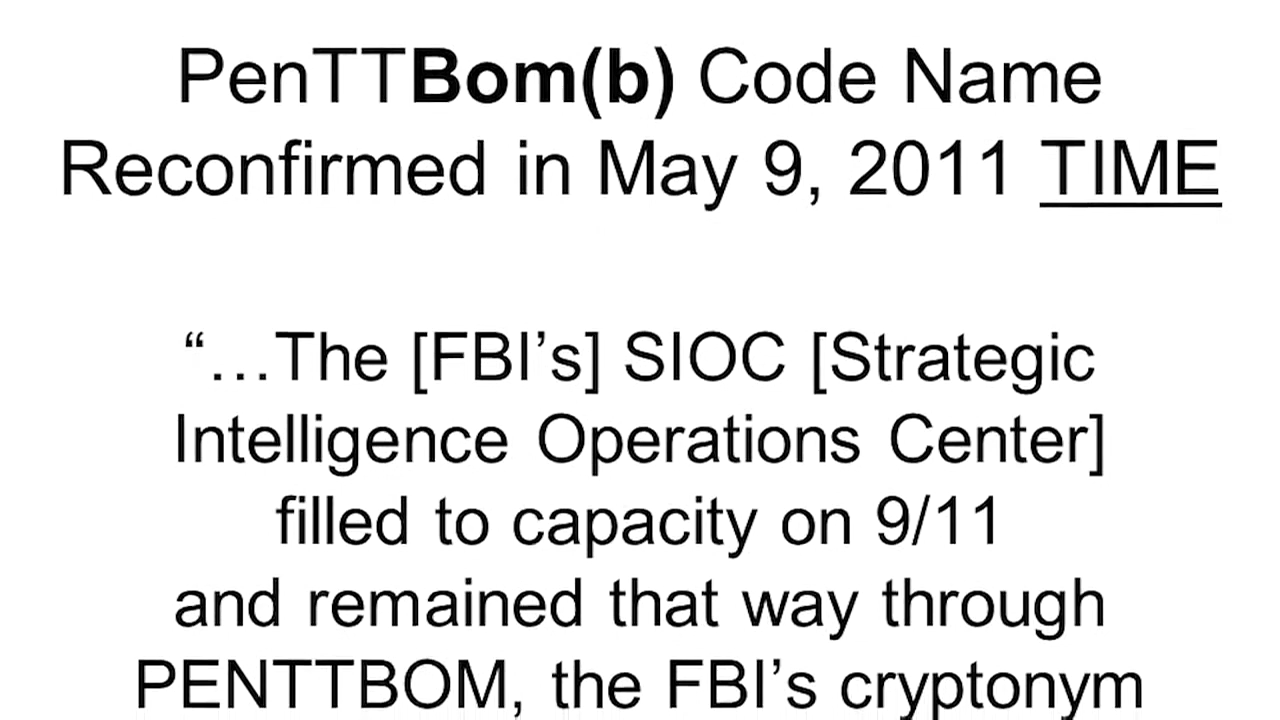 PenTTBom(b) Code Name
Reconfirmed in May 9, 2011 TIME
“…The [FBI’s] SIOC [Strategic
Intelligence Operations Center]
filled to capacity on 9/11
and remained that way through
PENTTBOM, the FBI’s cryptonym